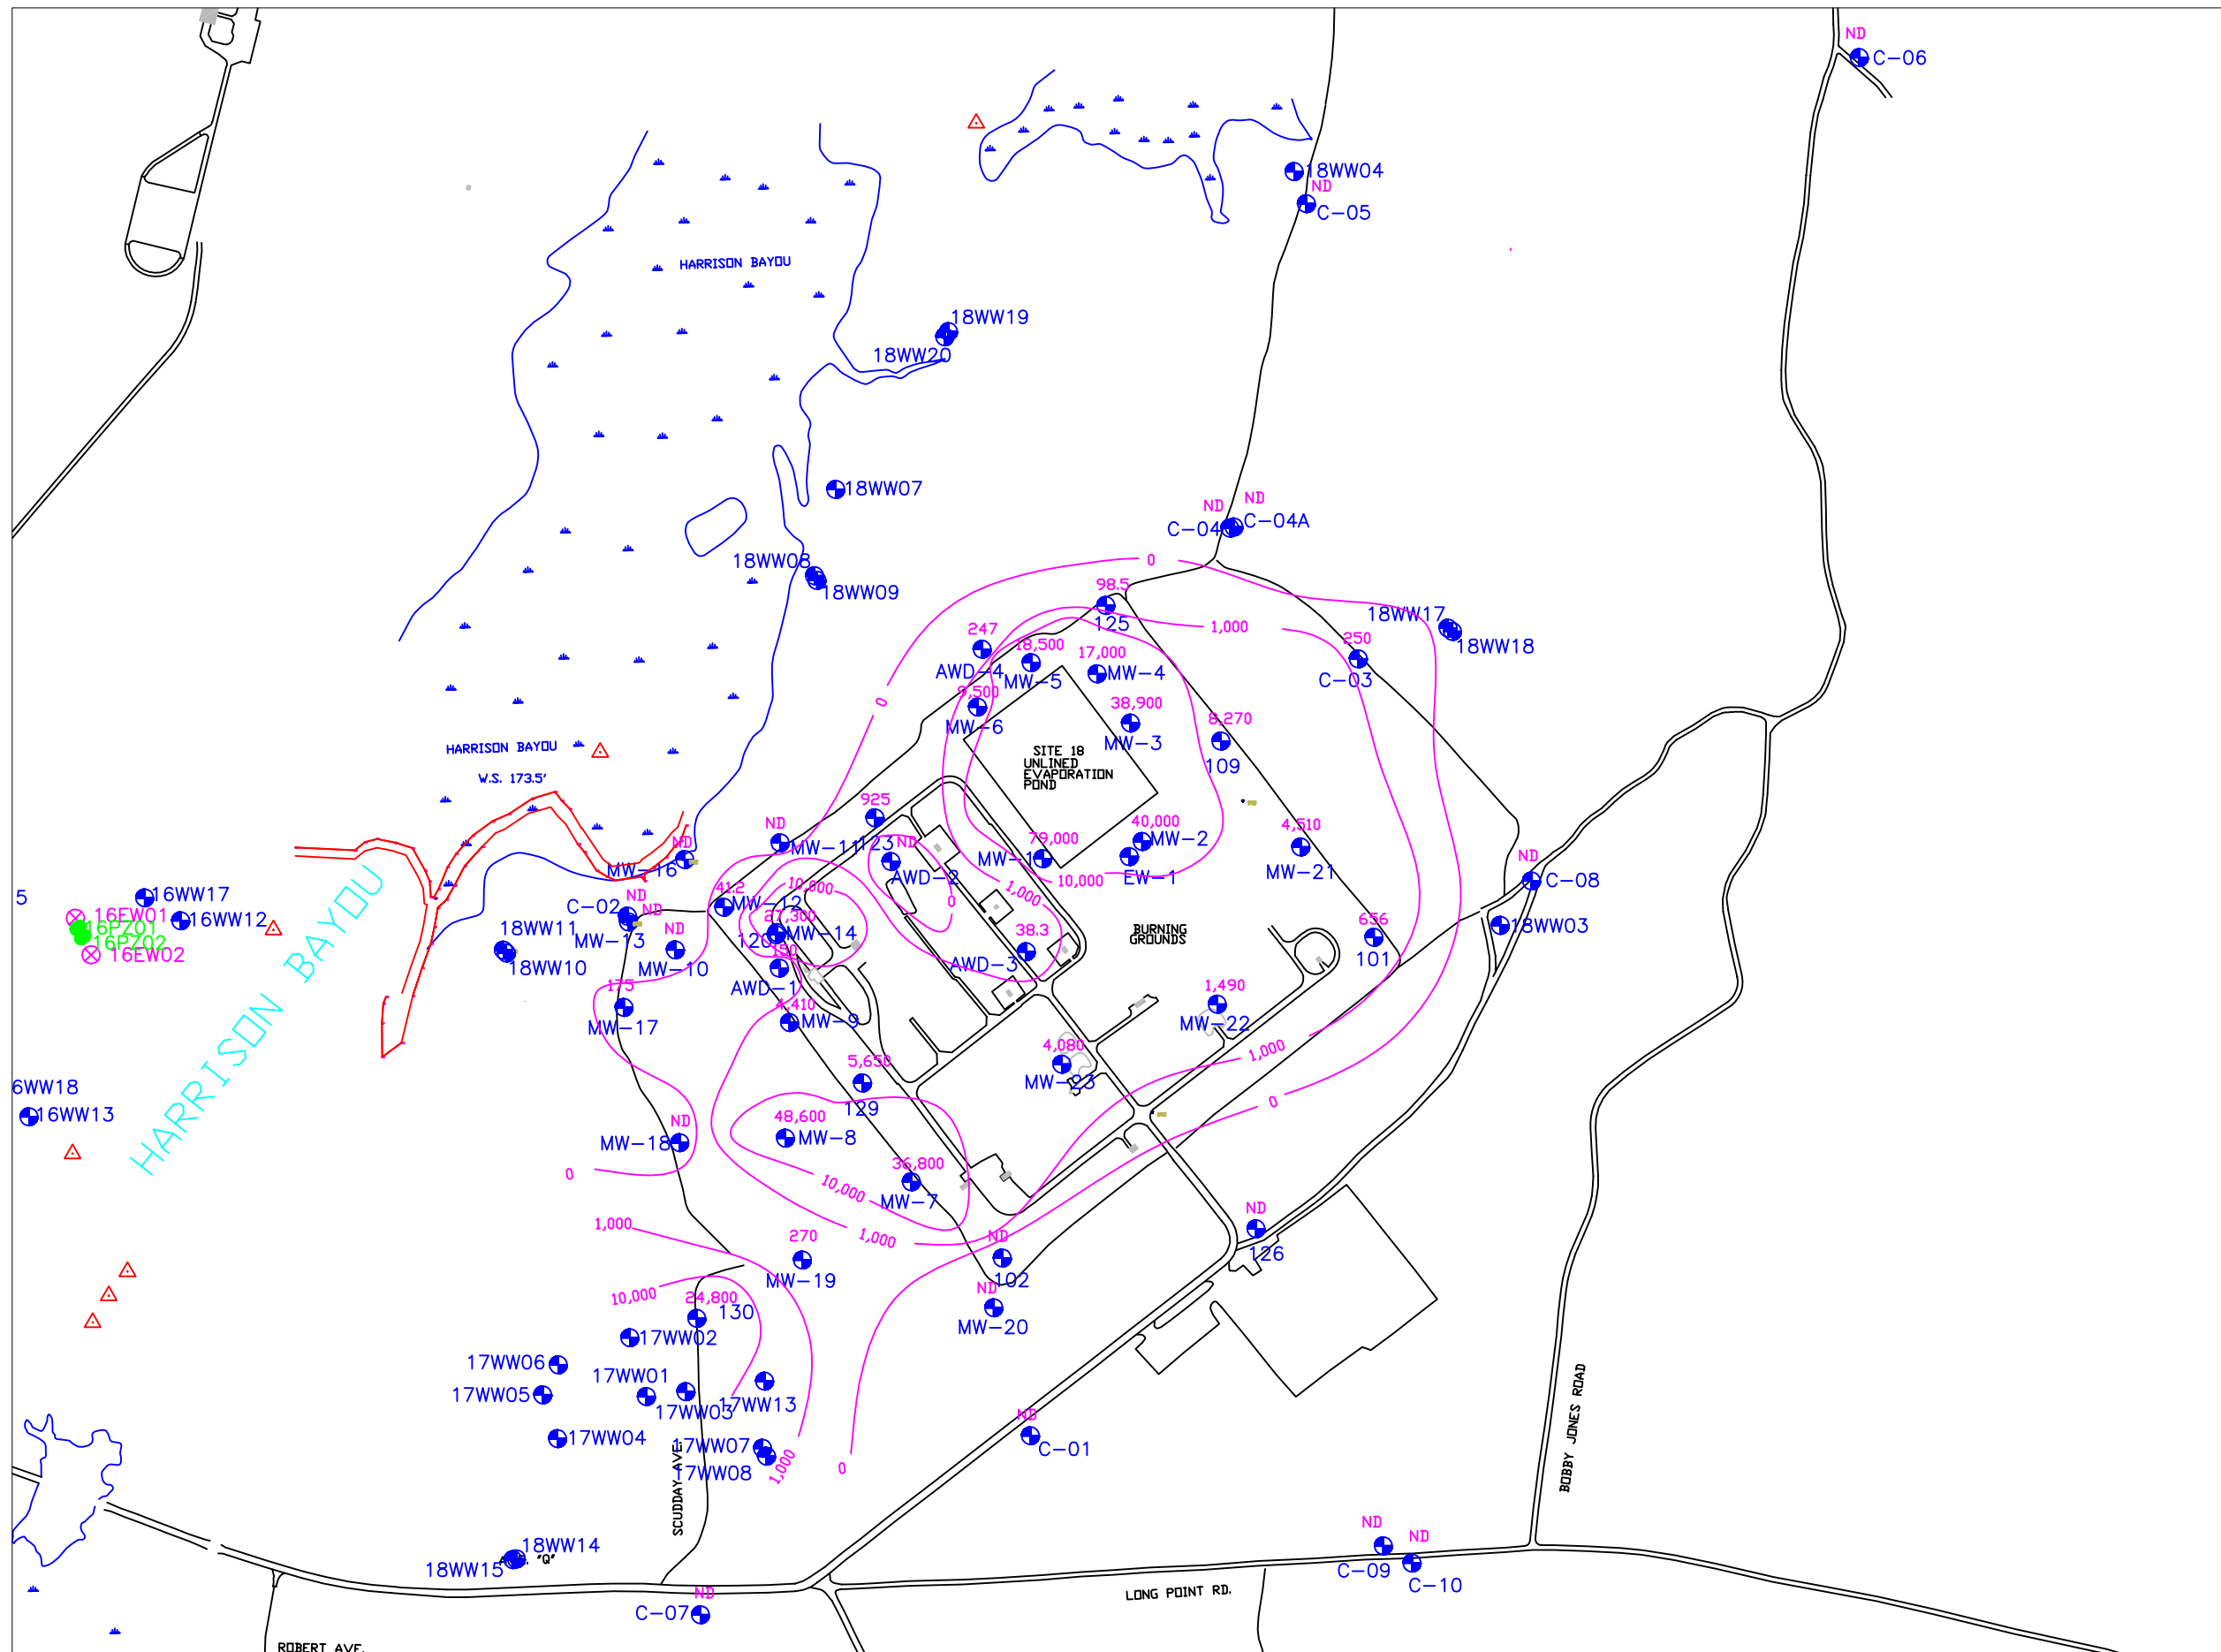 ND
C-06
18WW04
ND
C-05
HARRISON BAYOU
18WW19
18WW20
18WW07
ND
ND
C-04
C-04A
18WW08
18WW09
0
98.5
125
1,000
18WW17
18WW18
247
AWD-4
18,500
MW-5
17,000
MW-4
250
C-03
0
9,500
MW-6
38,900
MW-3
8,270
109
HARRISON BAYOU
W.S. 173.5'
SITE 18
UNLINED
EVAPORATION
POND
925
123
ND
MW-11
ND
AWD-2
79,000
MW-1
40,000
MW-2
EW-1
10,000
4,510
MW-21
ND
MW-16
ND
C-08
10,000
1,000
0
5
16WW17
16WW12
16EW01
16PZ01
16PZ02
16EW02
HARRISON BAYOU
ND
C-02
ND
MW-13
41.2
MW-12
27,300
120
MW-14
ND
MW-10
18WW11
18WW10
150
AWD-1
38.3
AWD-3
BURNING
GROUNDS
656
101
18WW03
175
MW-17
4,410
MW-9
1,490
MW-22
4,080
MW-23
1,000
5,650
129
0
6WW18
16WW13
48,600
MW-8
ND
MW-18
0
36,800
MW-7
10,000
1,000
1,000
ND
126
270
MW-19
ND
102
ND
MW-20
10,000
24,800
130
17WW02
17WW06
17WW05
17WW01
17WW03
17WW13
17WW04
17WW07
17WW08
1,000
0
ND
C-01
SCUDDAY AVE.
BOBBY JONES ROAD
18WW14
18WW15
"Q"
ND
C-09
ND
C-10
LONG POINT RD.
ND
C-07
ROBERT AVE.